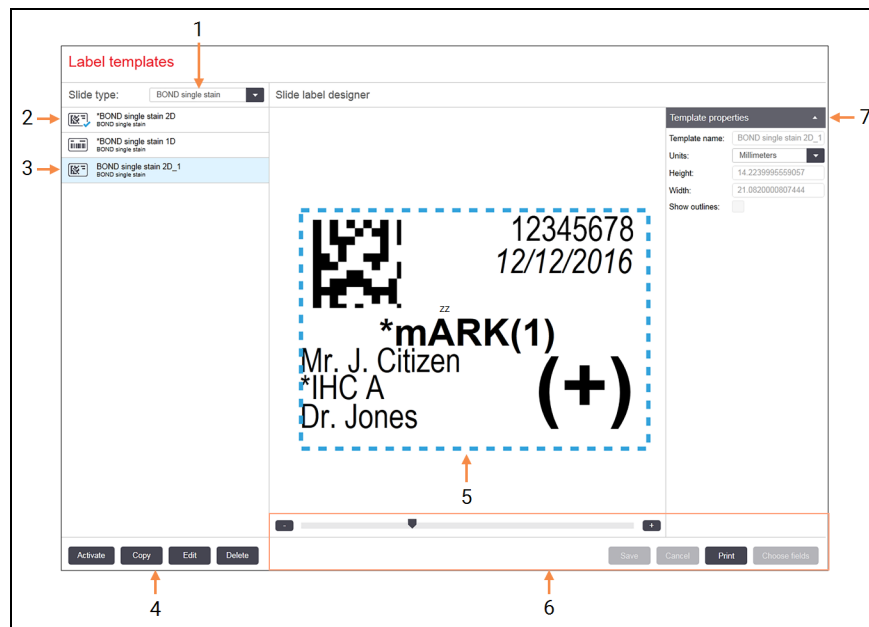 1
Label templates
Slide type: BOND single stain Slide label designer
2 *BOND single stain 2D
BOND single stain
*BOND single stain 1D
BOND single stain
3 BOND single stain 2D_1
BOND single stain
Template properties 7
Template name: BOND single stain 2D_1
Units: Millimeters
Height: 14.2239995559057
Width: 21.0820000807444
Show outlines:
12345678
12/12/2016
zz
*mARK(1)
Mr. J. Citizen
*IHC A
Dr. Jones
(+)
5
- +
Activate Copy Edit Delete Save Cancel Print Choose fields
4 6